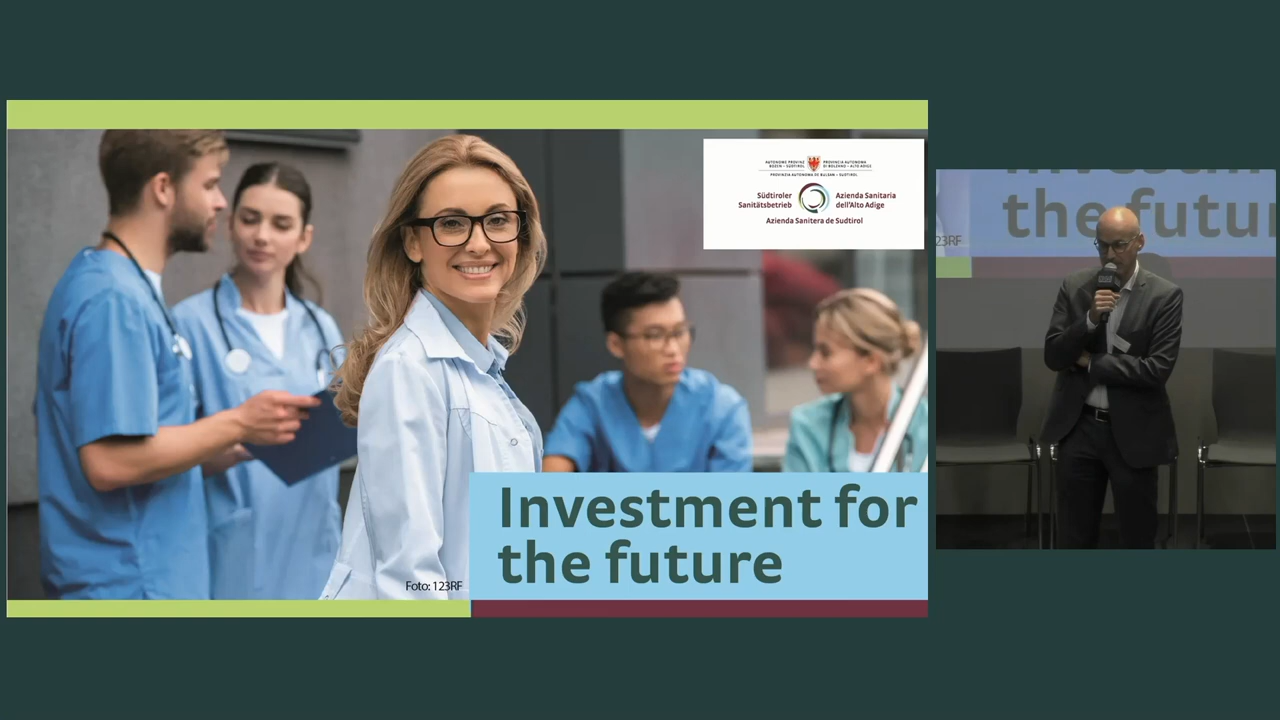 AUTONOME PROVINZ
BOZEN - SÜDTIROL
PROVINCIA AUTONOMA
DI BOLZANO - ALTO ADIGE
PROVINZIA AUTONOMA DE BULSAN - SÜDTIROL
Südtiroler
Sanitätsbetrieb
Azienda Sanitaria
dell'Alto Adige
Azienda Sanitera de Sudtirol
Investment for
the future
Foto: 123RF
the futur
23RF